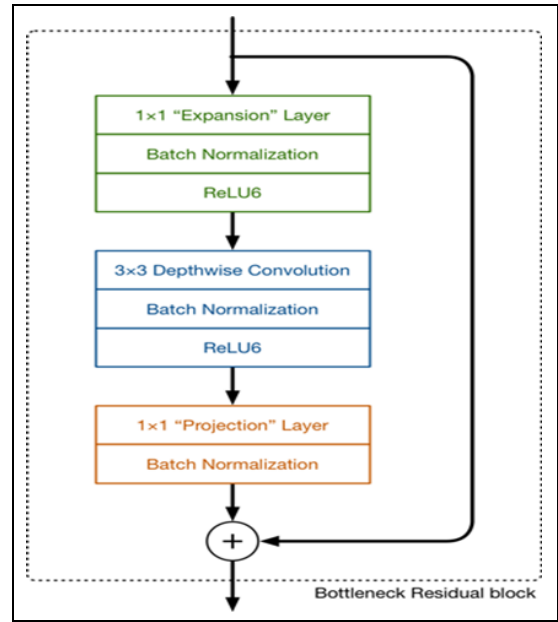 1×1 “Expansion” Layer
Batch Normalization
ReLU6
3×3 Depthwise Convolution
Batch Normalization
ReLU6
1×1 “Projection” Layer
Batch Normalization
+
Bottleneck Residual block